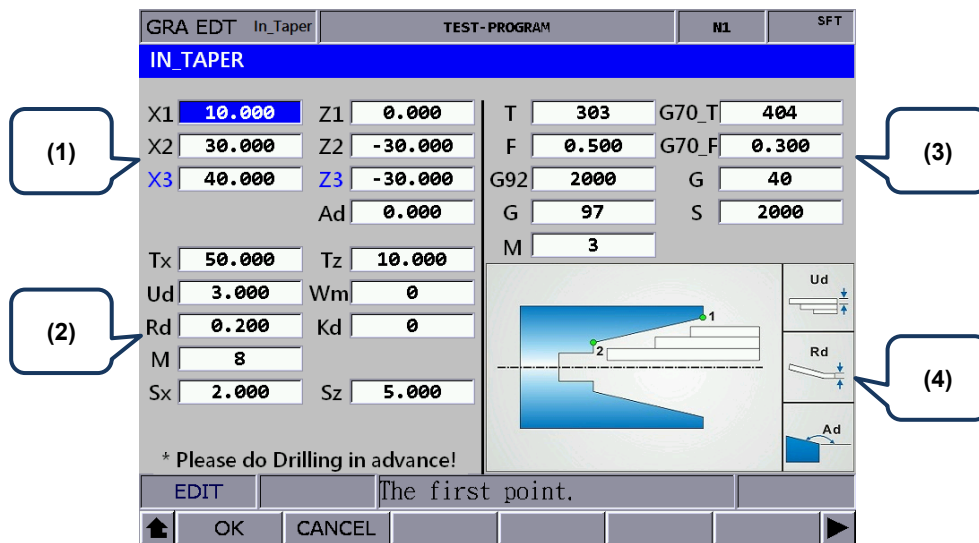 GRA EDT In_Taper TEST-PROGRAM N1 SFT
IN_TAPER
X1 10.000 Z1 0.000 T 303 G70_T 404
X2 30.000 Z2 -30.000 F 0.500 G70_F 0.300
X3 40.000 Z3 -30.000 G92 2000 G 40
Ad 0.000 G 97 S 2000
M 3
Tx 50.000 Tz 10.000
Ud 3.000 Wm 0
Rd 0.200 Kd 0
M 8
Sx 2.000 Sz 5.000
* Please do Drilling in advance!
1
2
Ud
Rd
Ad
EDIT The first point.
OK CANCEL
(1)
(2)
(3)
(4)